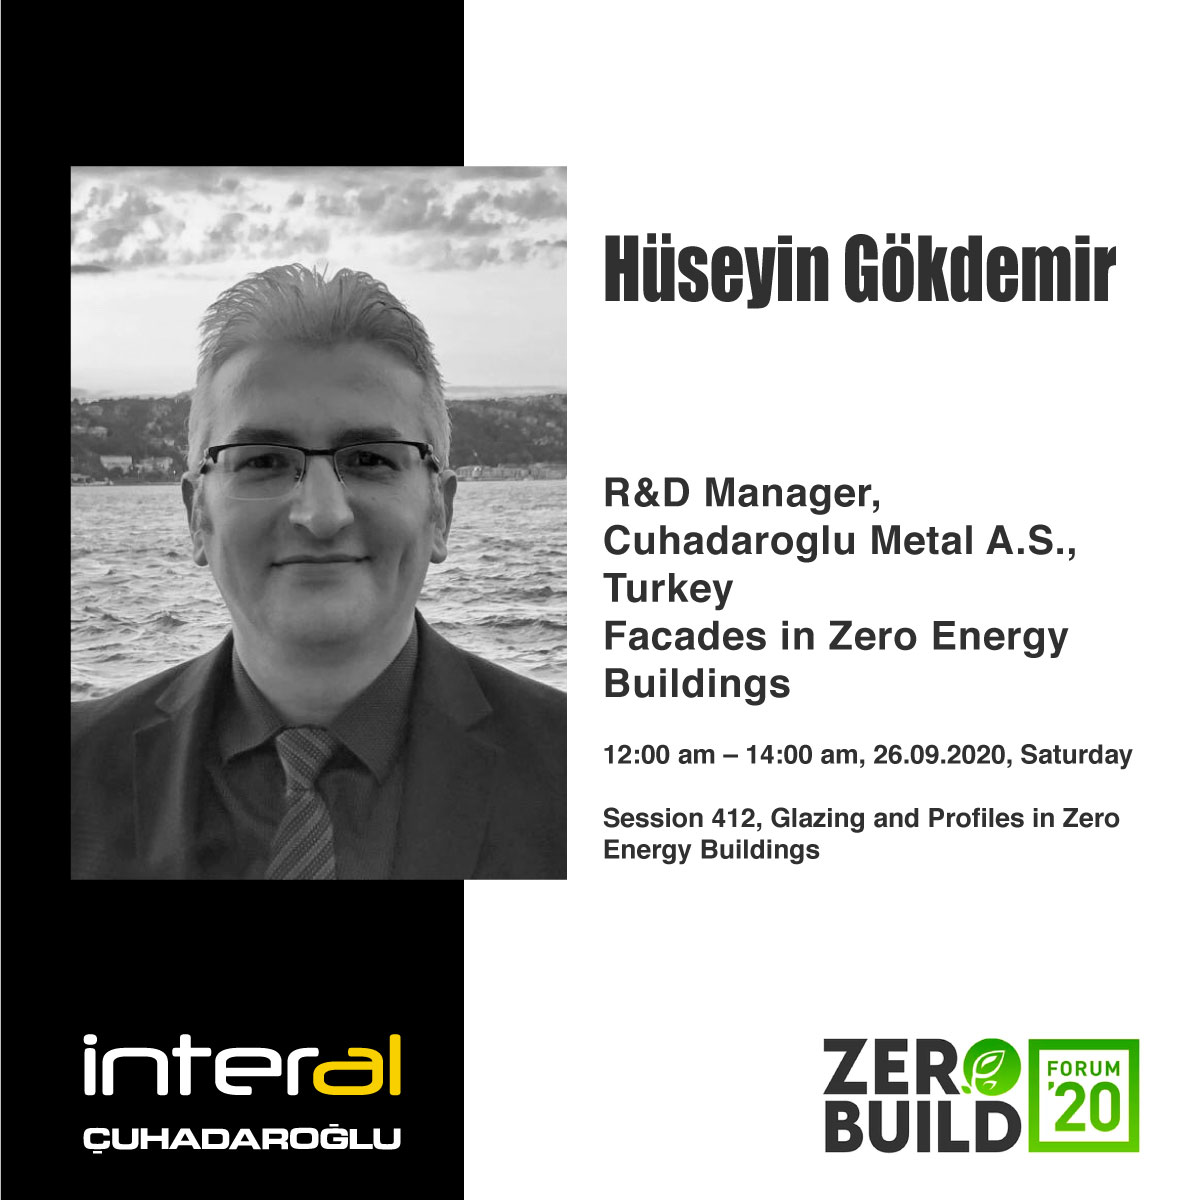 Hüseyin Gökdemir
R&D Manager,
Cuhadaroglu Metal A.S.,
Turkey
Facades in Zero Energy
Buildings
12:00 am – 14:00 am, 26.09.2020, Saturday
Session 412, Glazing and Profiles in Zero
Energy Buildings
interal
ÇUHADAROĞLU
ZERO
BUILD
FORUM
'20